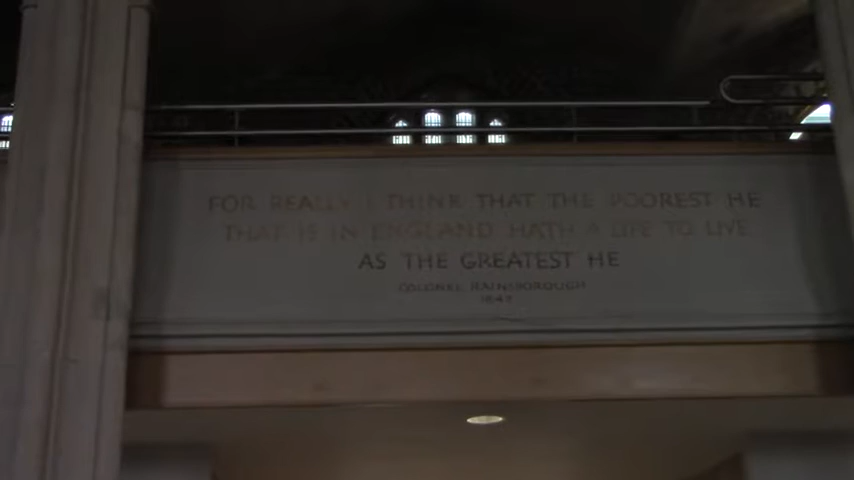 FOR REALLY I THINK THAT THE POOREST HE
THAT IS IN ENGLAND HATH A LIFE TO LIVE
AS THE GREATEST HE
COLONEL RAINSBOROUGH